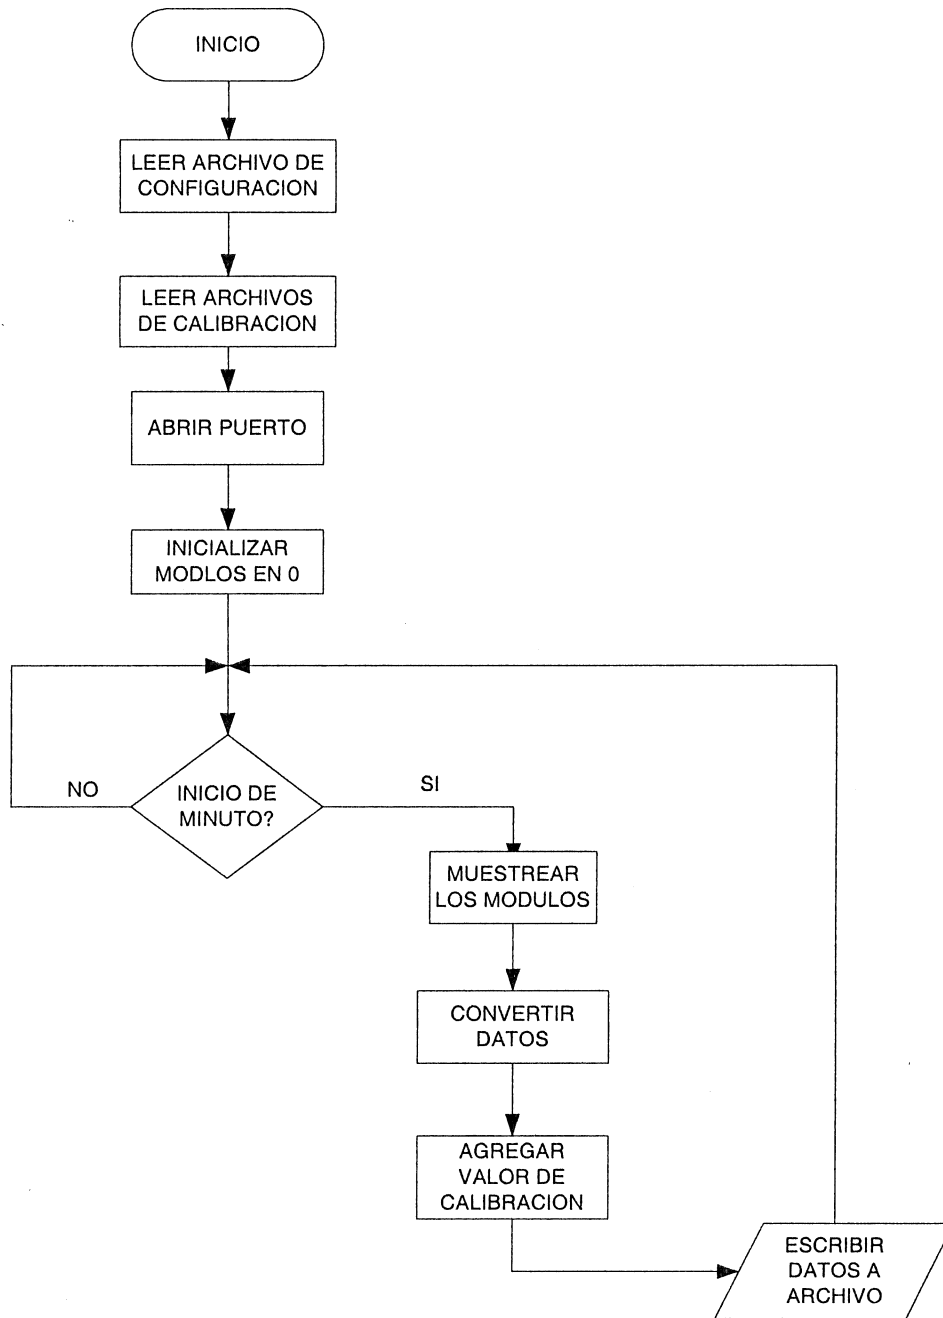 INICIO
LEER ARCHIVO DE
CONFIGURACION
LEER ARCHIVOS
DE CALIBRACION
ABRIR PUERTO
INICIALIZAR
MODLOS EN 0
NO
INICIO DE
MINUTO?
SI
MUESTREAR
LOS MODULOS
CONVERTIR
DATOS
AGREGAR
VALOR DE
CALIBRACION
ESCRIBIR
DATOS A
ARCHIVO